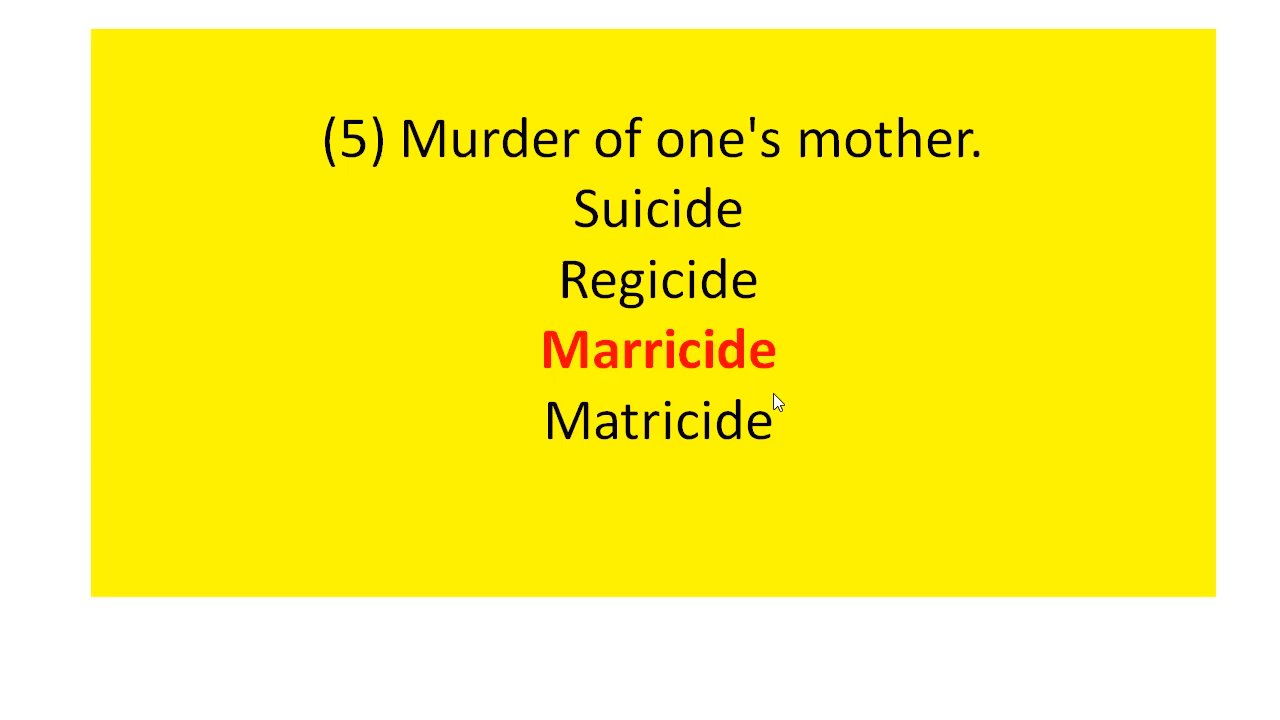 (5) Murder of one's mother.
Suicide
Regicide
Marricide
Matricide